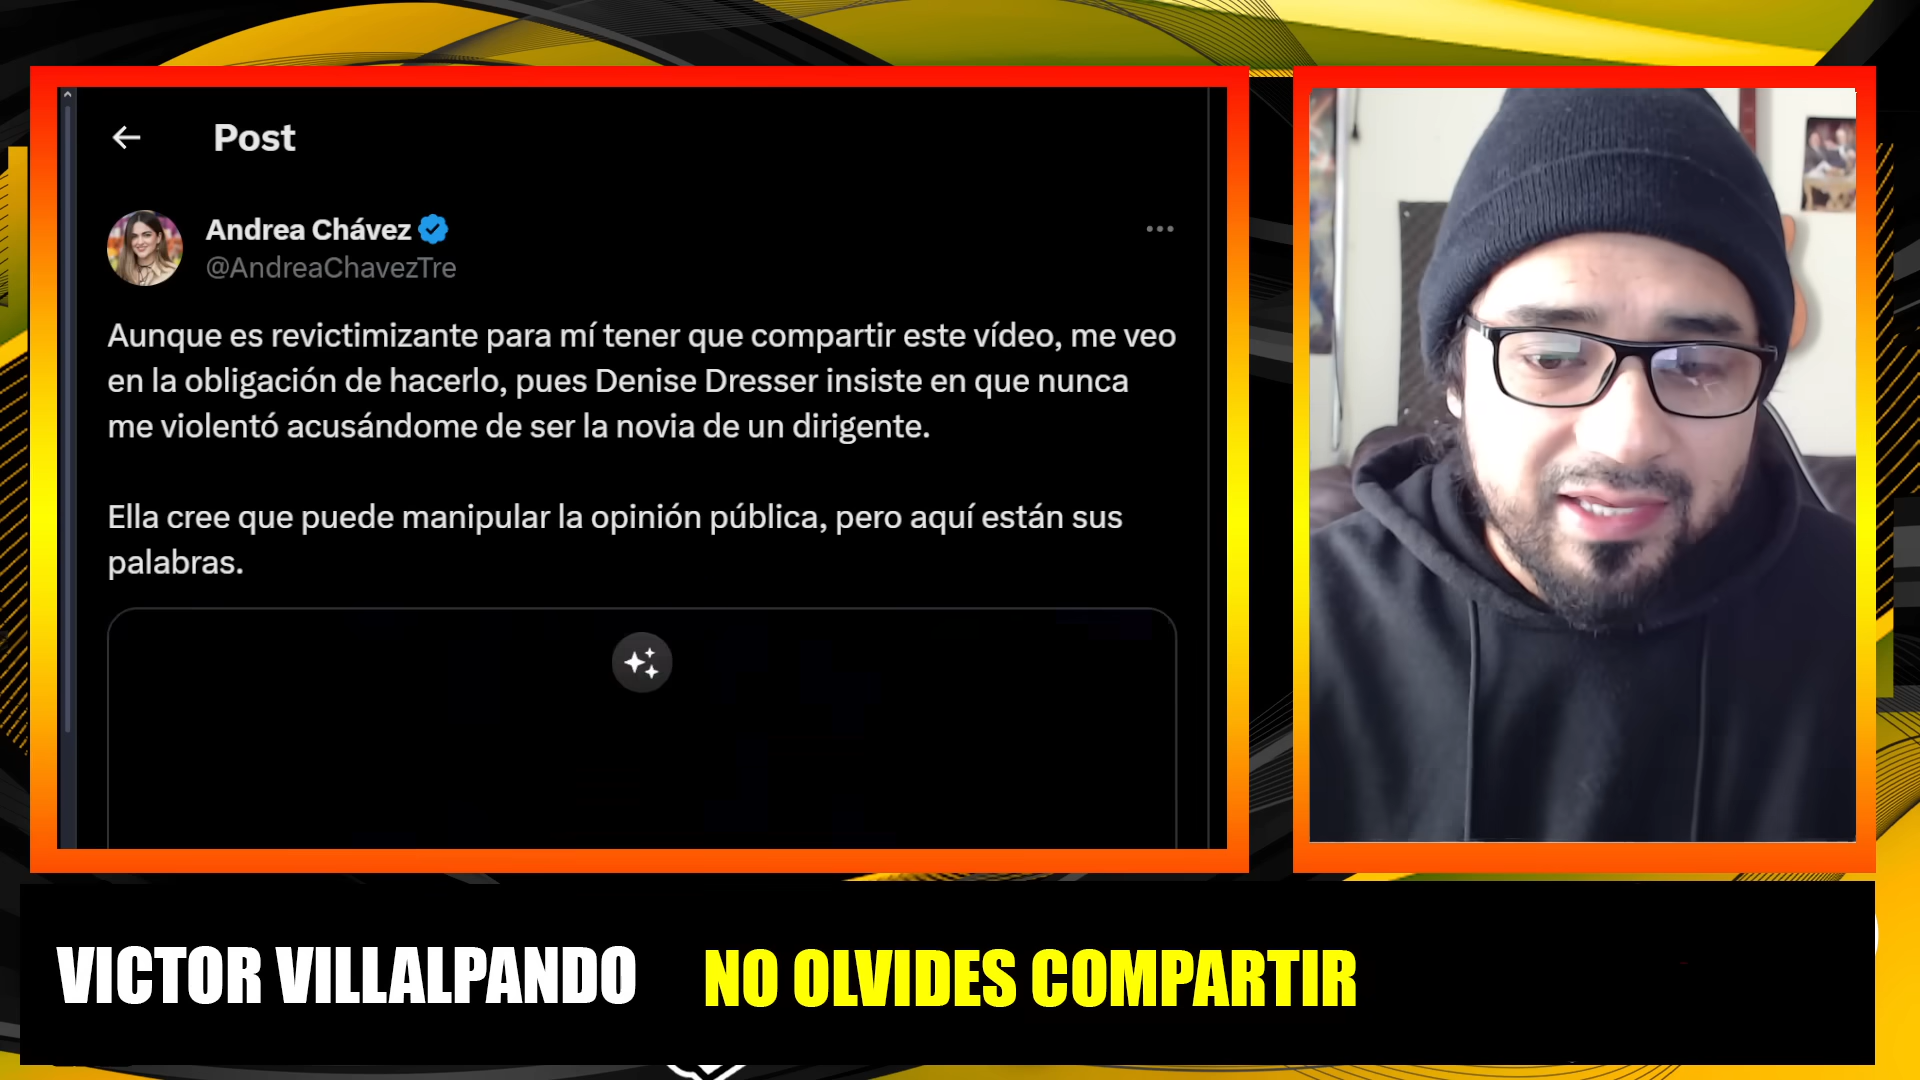 Post
Andrea Chávez
@AndreaChavezTre
Aunque es revictimizante para mí tener que compartir este vídeo, me veo
en la obligación de hacerlo, pues Denise Dresser insiste en que nunca
me violentó acusándome de ser la novia de un dirigente.
Ella cree que puede manipular la opinión pública, pero aquí están sus
palabras.
VICTOR VILLALPANDO
NO OLVIDES COMPARTIR